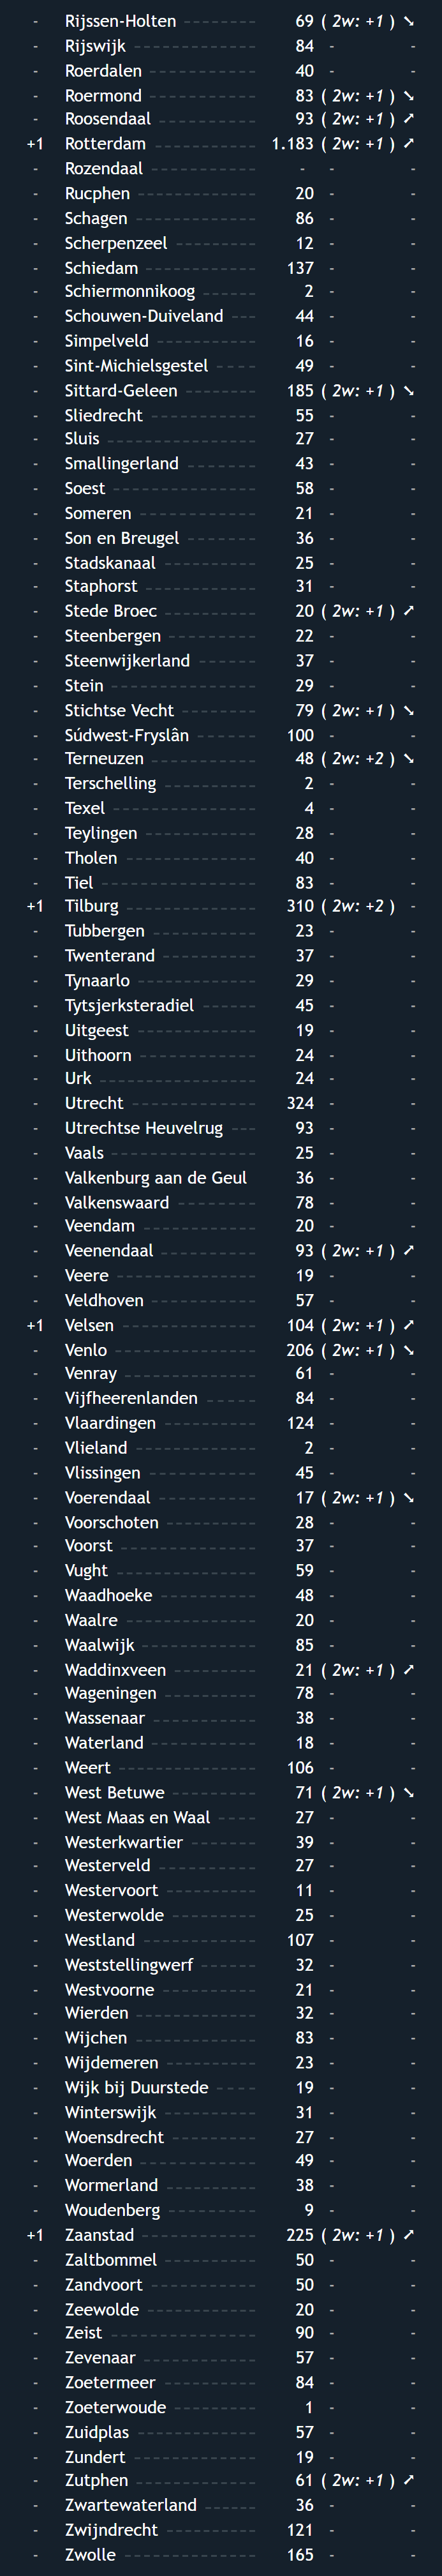 - Rijssen-Holten 69 ( 2w: +1 ) ➘
- Rijswijk 84 - -
- Roerdalen 40 - -
- Roermond 83 ( 2w: +1 ) ➘
- Roosendaal 93 ( 2w: +1 ) ➚
+1 Rotterdam 1.183 ( 2w: +1 ) ➚
- Rozendaal - - -
- Rucphen 20 - -
- Schagen 86 - -
- Scherpenzeel 12 - -
- Schiedam 137 - -
- Schiermonnikoog 2 - -
- Schouwen-Duiveland 44 - -
- Simpelveld 16 - -
- Sint-Michielsgestel 49 - -
- Sittard-Geleen 185 ( 2w: +1 ) ➘
- Sliedrecht 55 - -
- Sluis 27 - -
- Smallingerland 43 - -
- Soest 58 - -
- Someren 21 - -
- Son en Breugel 36 - -
- Stadskanaal 25 - -
- Staphorst 31 - -
- Stede Broec 20 ( 2w: +1 ) ➚
- Steenbergen 22 - -
- Steenwijkerland 37 - -
- Stein 29 - -
- Stichtse Vecht 79 ( 2w: +1 ) ➘
- Súdwest-Fryslân 100 - -
- Terneuzen 48 ( 2w: +2 ) ➘
- Terschelling 2 - -
- Texel 4 - -
- Teylingen 28 - -
- Tholen 40 - -
- Tiel 83 - -
+1 Tilburg 310 ( 2w: +2 ) -
- Tubbergen 23 - -
- Twenterand 37 - -
- Tynaarlo 29 - -
- Tytsjerksteradiel 45 - -
- Uitgeest 19 - -
- Uithoorn 24 - -
- Urk 24 - -
- Utrecht 324 - -
- Utrechtse Heuvelrug 93 - -
- Vaals 25 - -
- Valkenburg aan de Geul 36 - -
- Valkenswaard 78 - -
- Veendam 20 - -
- Veenendaal 93 ( 2w: +1 ) ➚
- Veere 19 - -
- Veldhoven 57 - -
+1 Velsen 104 ( 2w: +1 ) ➚
- Venlo 206 ( 2w: +1 ) ➘
- Venray 61 - -
- Vijfheerenlanden 84 - -
- Vlaardingen 124 - -
- Vlieland 2 - -
- Vlissingen 45 - -
- Voerendaal 17 ( 2w: +1 ) ➘
- Voorschoten 28 - -
- Voorst 37 - -
- Vught 59 - -
- Waadhoeke 48 - -
- Waalre 20 - -
- Waalwijk 85 - -
- Waddinxveen 21 ( 2w: +1 ) ➚
- Wageningen 78 - -
- Wassenaar 38 - -
- Waterland 18 - -
- Weert 106 - -
- West Betuwe 71 ( 2w: +1 ) ➘
- West Maas en Waal 27 - -
- Westerkwartier 39 - -
- Westerveld 27 - -
- Westervoort 11 - -
- Westerwolde 25 - -
- Westland 107 - -
- Weststellingwerf 32 - -
- Westvoorne 21 - -
- Wierden 32 - -
- Wijchen 83 - -
- Wijdemeren 23 - -
- Wijk bij Duurstede 19 - -
- Winterswijk 31 - -
- Woensdrecht 27 - -
- Woerden 49 - -
- Wormerland 38 - -
- Woudenberg 9 - -
+1 Zaanstad 225 ( 2w: +1 ) ➚
- Zaltbommel 50 - -
- Zandvoort 50 - -
- Zeewolde 20 - -
- Zeist 90 - -
- Zevenaar 57 - -
- Zoetermeer 84 - -
- Zoeterwoude 1 - -
- Zuidplas 57 - -
- Zundert 19 - -
- Zutphen 61 ( 2w: +1 ) ➚
- Zwartewaterland 36 - -
- Zwijndrecht 121 - -
- Zwolle 165 - -